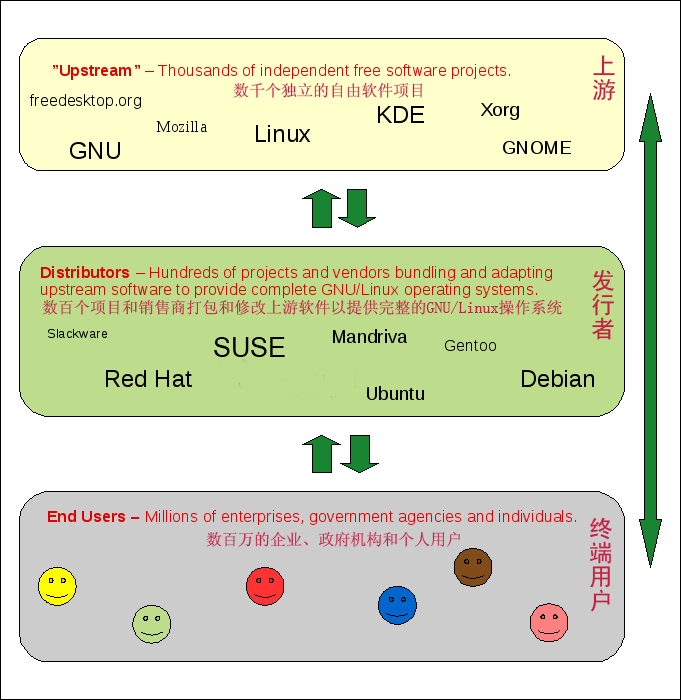 ”Upstream” – Thousands of independent free software projects.
数千个独立的自由软件项目
上游
freedesktop.org
Mozilla
GNU
Linux
KDE
Xorg
GNOME
Distributors – Hundreds of projects and vendors bundling and adapting
upstream software to provide complete GNU/Linux operating systems.
数百个项目和销售商打包和修改上游软件以提供完整的GNU/Linux操作系统
发行者
Slackware
SUSE
Mandriva
Gentoo
Red Hat
Ubuntu
Debian
End Users – Millions of enterprises, government agencies and individuals.
数百万的企业、政府机构和个人用户
终端用户